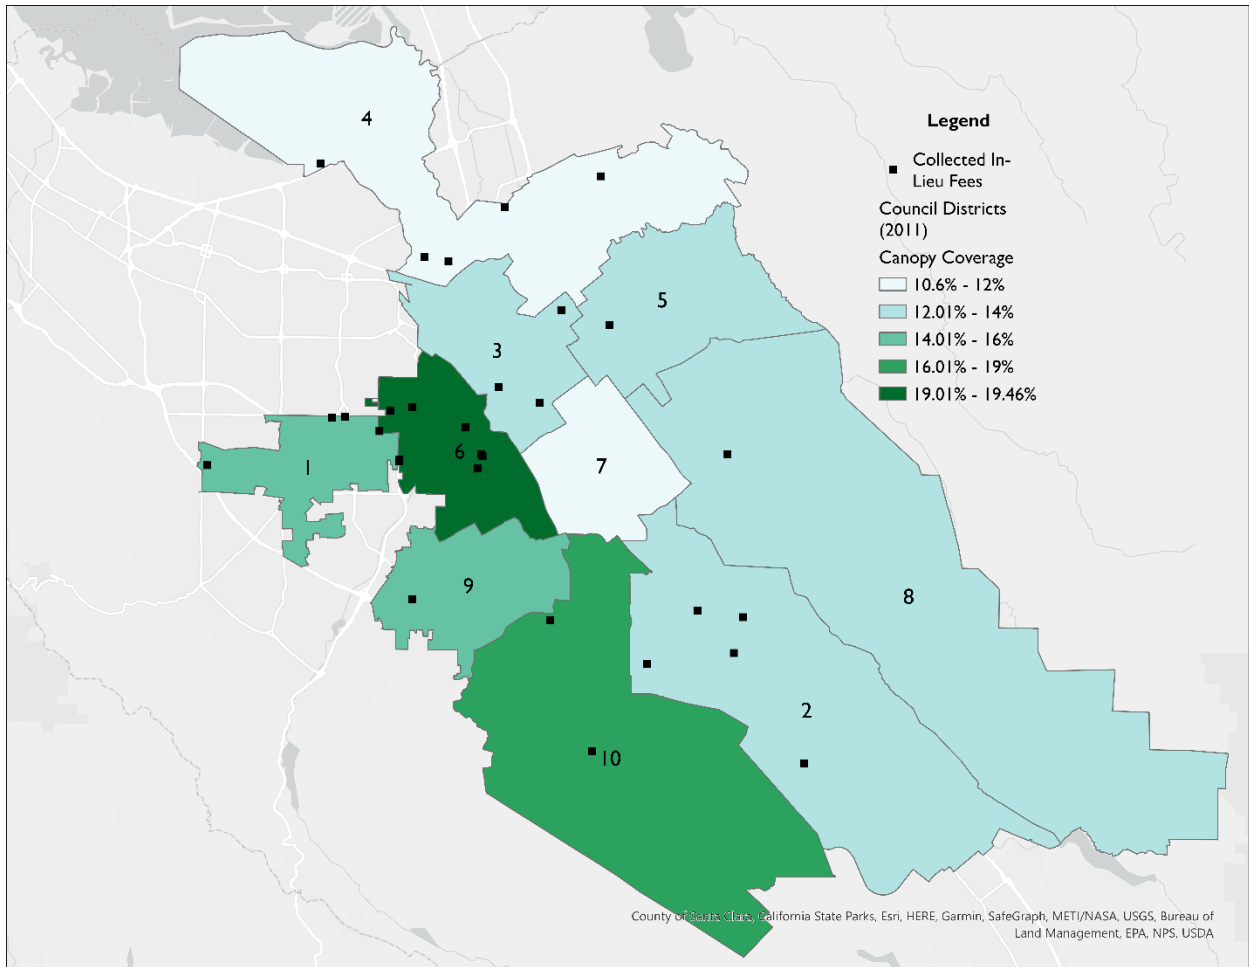 4
Legend
Collected In-
Lieu Fees
Council Districts
(2011)
Canopy Coverage
10.6% - 12%
12.01% - 14%
14.01% - 16%
16.01% - 19%
19.01% - 19.46%
5
3
6
1
7
9
8
2
10
County of Santa Clara, California State Parks, Esri, HERE, Garmin, SafeGraph, METI/NASA, USGS, Bureau of
Land Management, EPA, NPS, USDA